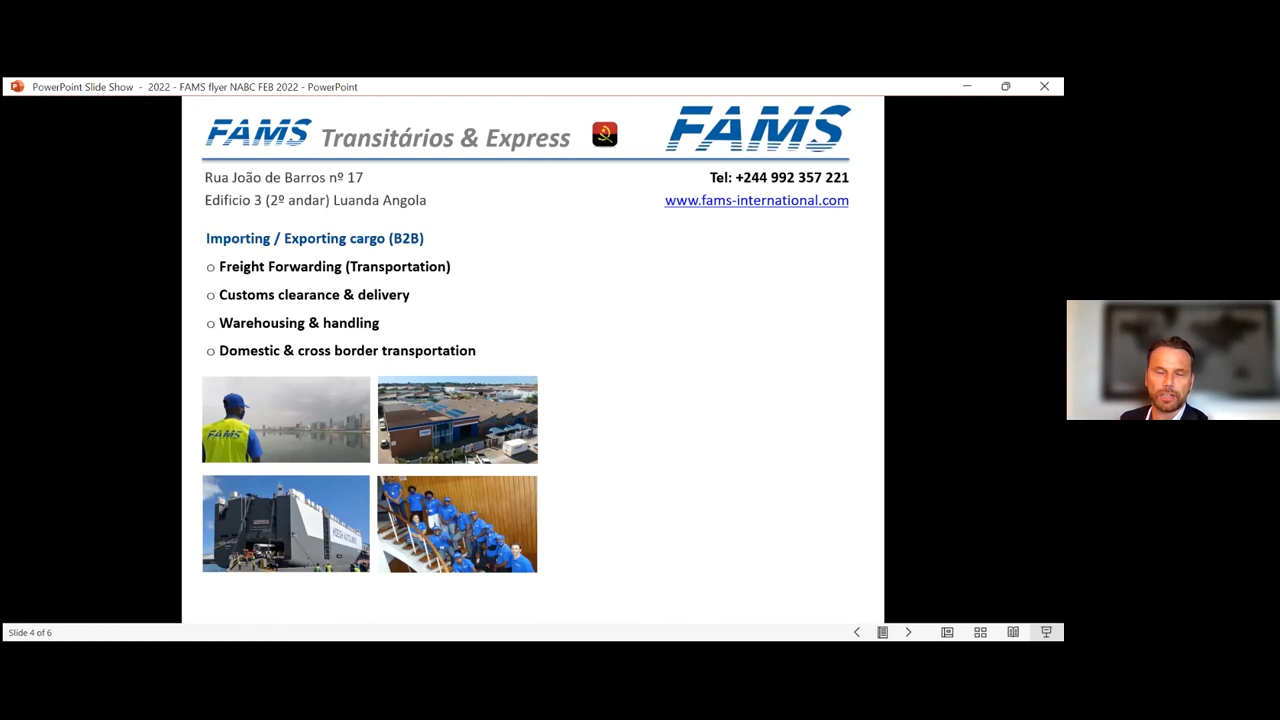 PowerPoint Slide Show - 2022 - FAMS flyer NABC FEB 2022 - PowerPoint
FAMS Transitários & Express
FAMS
Rua João de Barros nº 17
Tel: +244 992 357 221
Edificio 3 (2º andar) Luanda Angola
www.fams-international.com
Importing / Exporting cargo (B2B)
o Freight Forwarding (Transportation)
o Customs clearance & delivery
o Warehousing & handling
o Domestic & cross border transportation
FAMS
HÖEGH AUTOLINERS
Slide 4 of 6